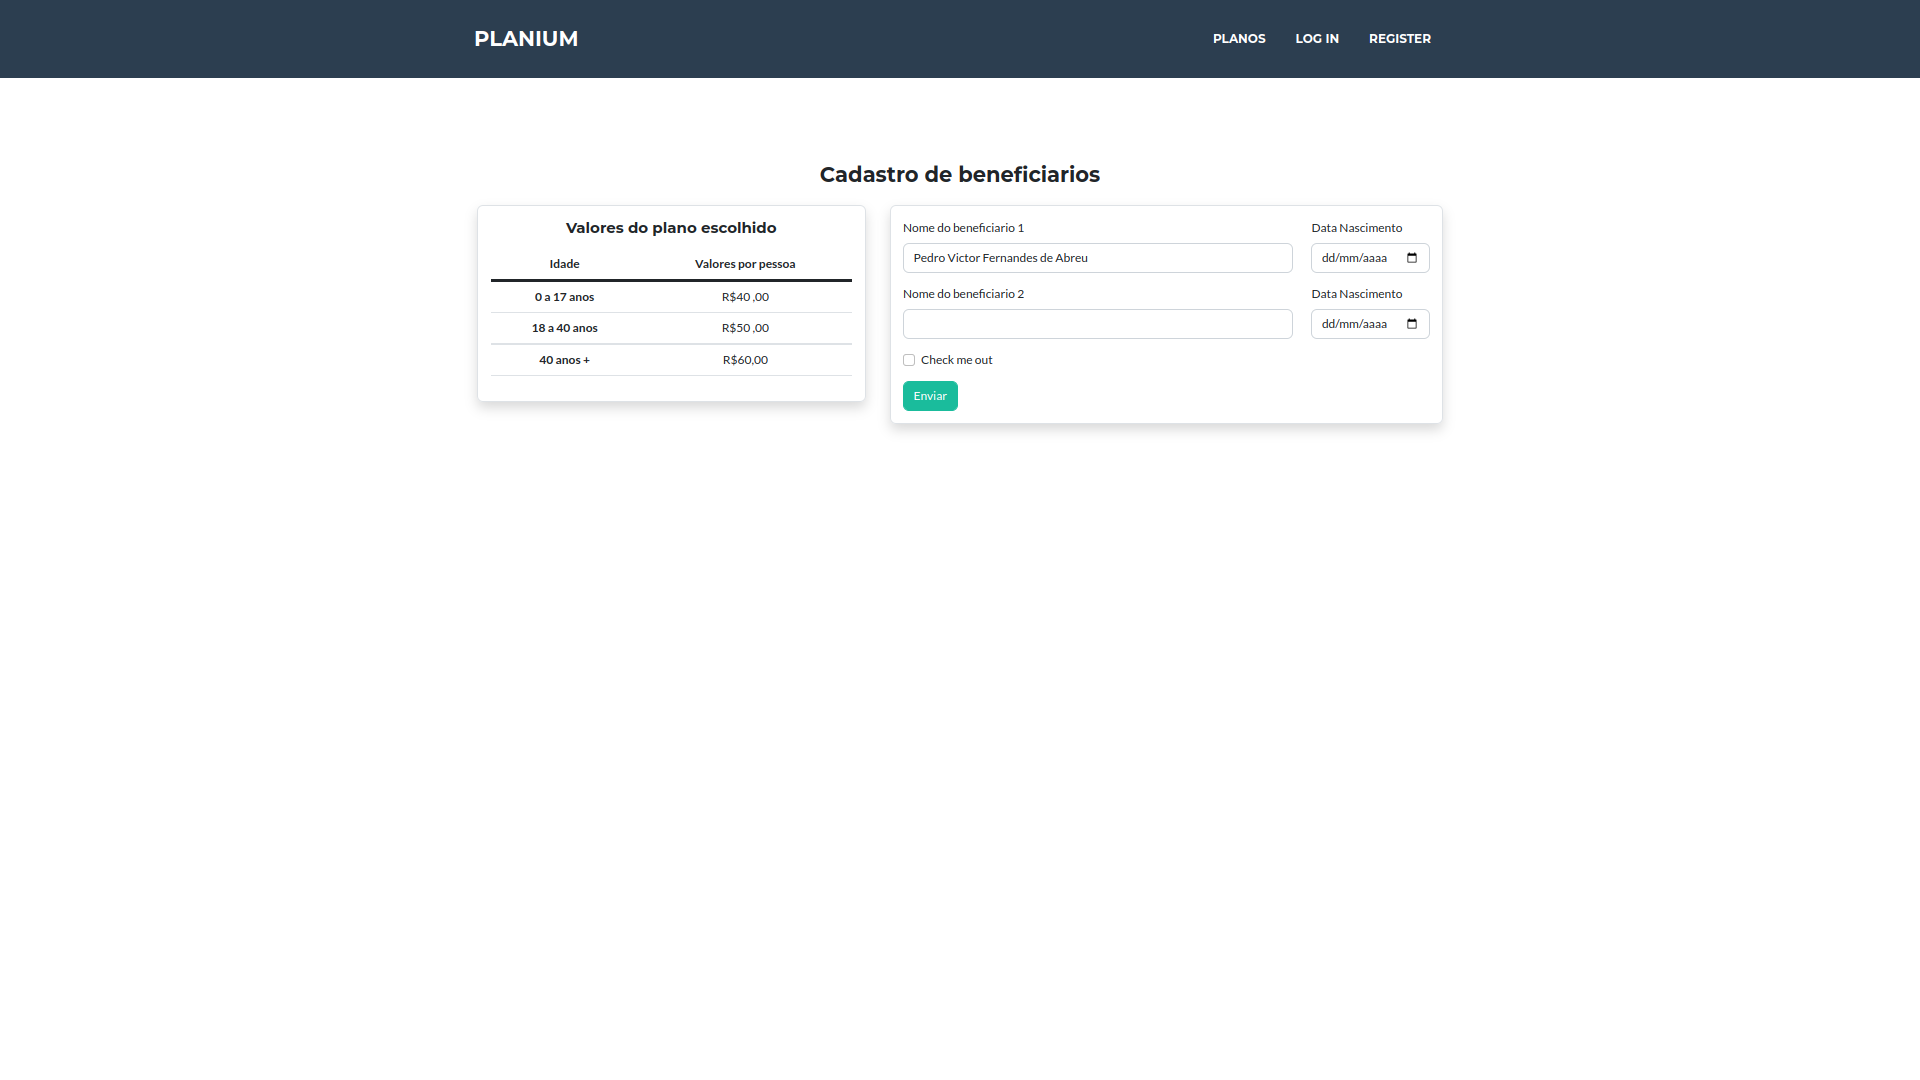 PLANIUM
PLANOS LOG IN REGISTER
Cadastro de beneficiarios
Valores do plano escolhido
Idade Valores por pessoa
0 a 17 anos R$40 ,00
18 a 40 anos R$50 ,00
40 anos + R$60,00
Nome do beneficiario 1 Data Nascimento
Pedro Victor Fernandes de Abreu dd/mm/aaaa
Nome do beneficiario 2 Data Nascimento
dd/mm/aaaa
Check me out
Enviar